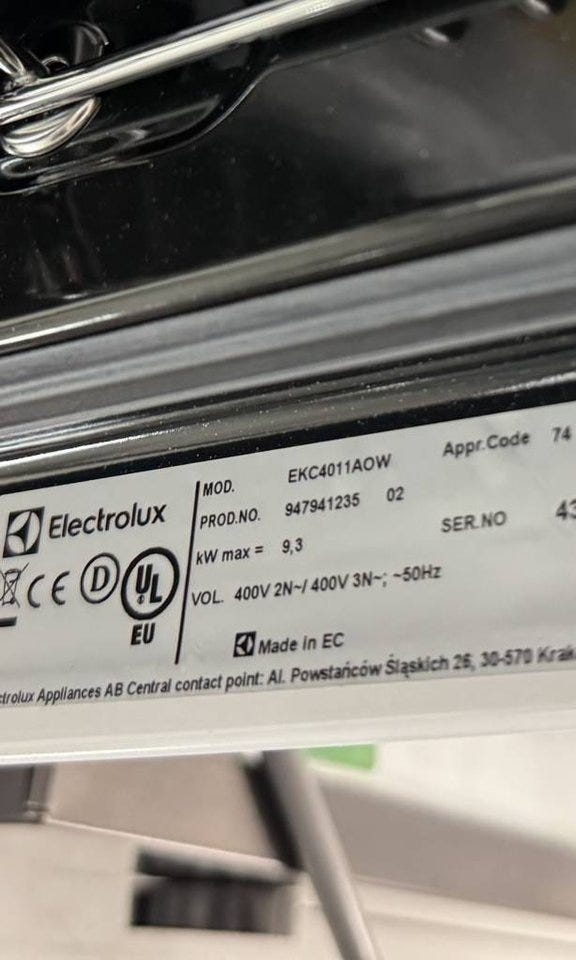 Electrolux
CE D UL
EU
MOD. EKC4011AOW Appr.Code 74
PROD.NO. 947941235 02
SER.NO 43
kW max = 9,3
VOL. 400V 2N~/ 400V 3N~; ~50Hz
Made in EC
ctrolux Appliances AB Central contact point: Al. Powstańców Śląskich 26, 30-570 Krak